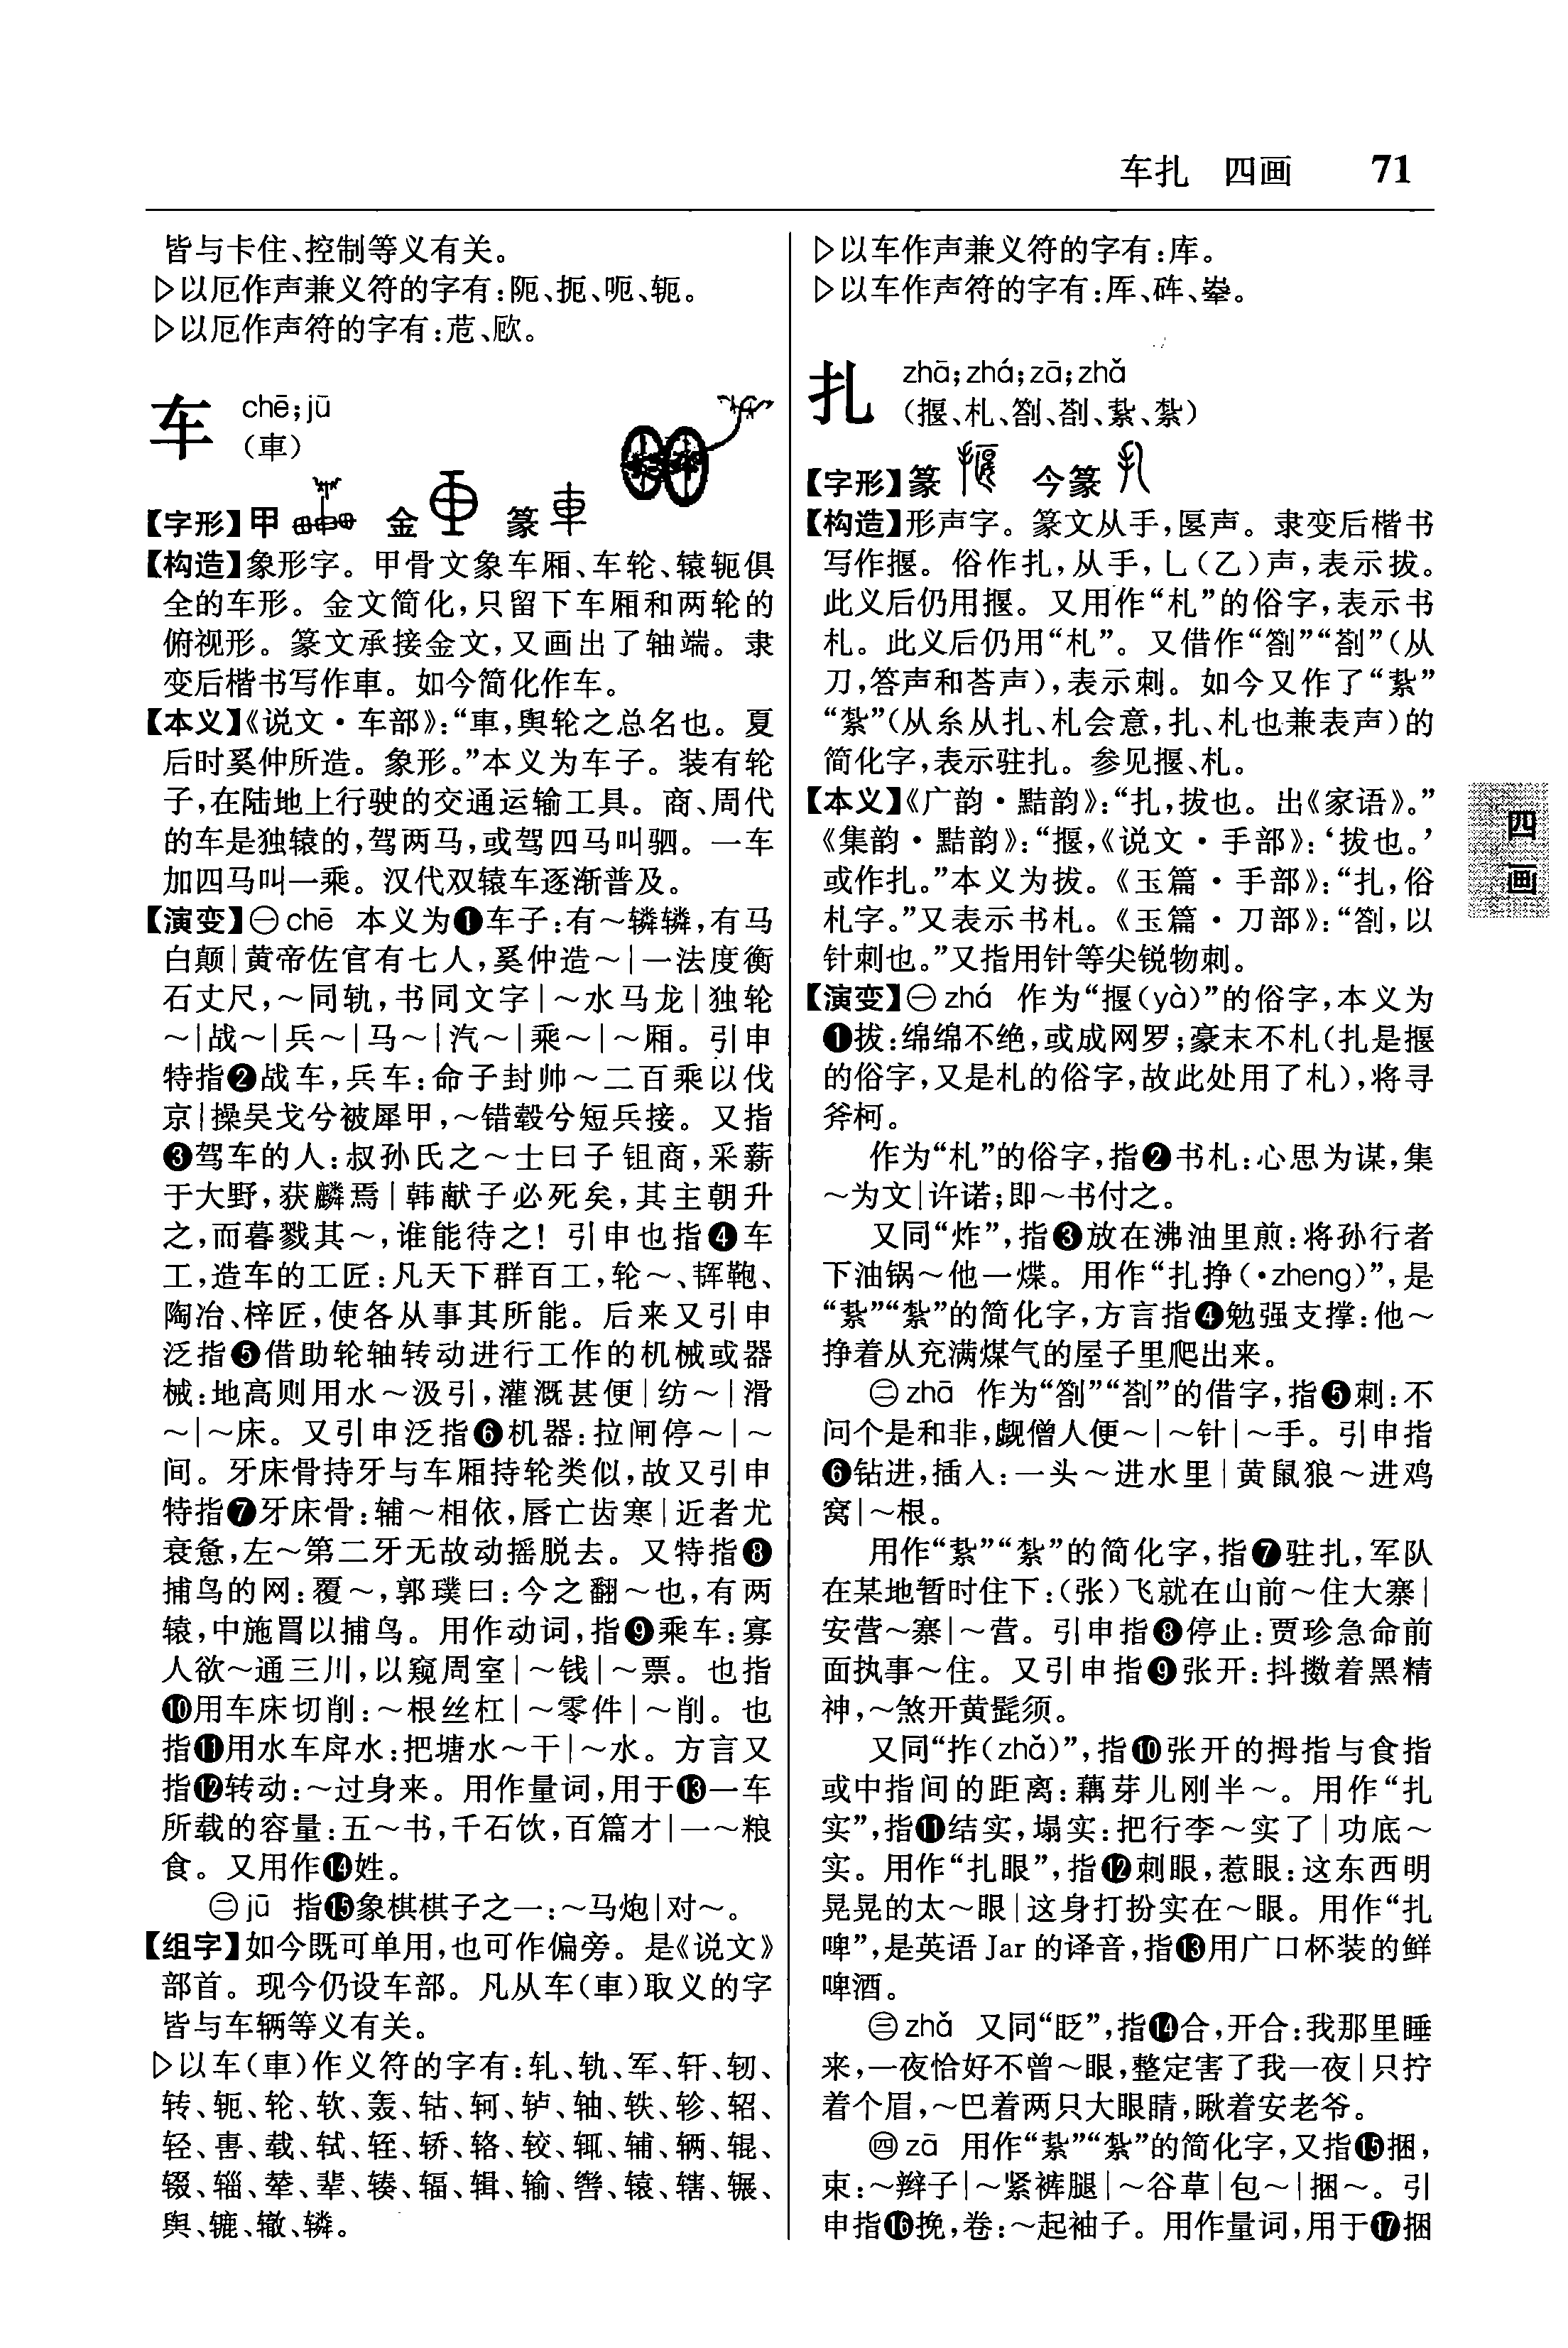 车扎 四画 71
皆与卡住、控制等义有关。
▷以厄作声兼义符的字有:阨、扼、呃、轭。
▷以厄作声符的字有:苊、𣢜。
车 chē;jū
(車)
【字形】甲 金 篆
【构造】象形字。甲骨文象车厢、车轮、辕轭俱
全的车形。金文简化,只留下车厢和两轮的
俯视形。篆文承接金文,又画出了轴端。隶
变后楷书写作車。如今简化作车。
【本义】《说文·车部》:“車,舆轮之总名也。夏
后时奚仲所造。象形。”本义为车子。装有轮
子,在陆地上行驶的交通运输工具。商、周代
的车是独辕的,驾两马,或驾四马叫驷。一车
加四马叫一乘。汉代双辕车逐渐普及。
【演变】㊀chē 本义为❶车子:有～辚辚,有马
白颠|黄帝佐官有七人,奚仲造～|一法度衡
石丈尺,～同轨,书同文字|～水马龙|独轮
～|战～|兵～|马～|汽～|乘～|～厢。引申
特指❷战车,兵车:命子封帅～二百乘以伐
京|操吴戈兮被犀甲,～错毂兮短兵接。又指
❸驾车的人:叔孙氏之～士曰子钽商,采薪
于大野,获麟焉|韩献子必死矣,其主朝升
之,而暮戮其～,谁能待之!引申也指❹车
工,造车的工匠:凡天下群百工,轮～、鞼鞄、
陶冶、梓匠,使各从事其所能。后来又引申
泛指❺借助轮轴转动进行工作的机械或器
械:地高则用水～汲引,灌溉甚便|纺～|滑
～|～床。又引申泛指❻机器:拉闸停～|～
间。牙床骨持牙与车厢持轮类似,故又引申
特指❼牙床骨:辅～相依,唇亡齿寒|近者尤
衰惫,左～第二牙无故动摇脱去。又特指❽
捕鸟的网:覆～,郭璞曰:今之翻～也,有两
辕,中施罥以捕鸟。用作动词,指❾乘车:寡
人欲～通三川,以窥周室|～钱|～票。也指
❿用车床切削:～根丝杠|～零件|～削。也
指⓫用水车戽水:把塘水～干|～水。方言又
指⓬转动:～过身来。用作量词,用于⓭一车
所载的容量:五～书,千石饮,百篇才|一～粮
食。又用作⓮姓。
㊁jū 指⓯象棋棋子之一:～马炮|对～。
【组字】如今既可单用,也可作偏旁。是《说文》
部首。现今仍设车部。凡从车(車)取义的字
皆与车辆等义有关。
▷以车(車)作义符的字有:轧、轨、军、轩、轫、
转、轭、轮、软、轰、轱、轲、轳、轴、轶、轸、轺、
轻、軎、载、轼、轾、轿、辂、较、辄、辅、辆、辊、
辍、辎、辇、辈、辏、辐、辑、输、辔、辕、辖、辗、
舆、辘、辙、辚。
▷以车作声兼义符的字有:库。
▷以车作声符的字有:厍、砗、摰。
扎 zhā;zhá;zā;zhǎ
(揠、札、劄、剳、紮、紥)
【字形】篆 今篆
【构造】形声字。篆文从手,匽声。隶变后楷书
写作揠。俗作扎,从手,乚(乙)声,表示拔。
此义后仍用揠。又用作“札”的俗字,表示书
札。此义后仍用“札”。又借作“劄”“剳”(从
刀,答声和荅声),表示刺。如今又作了“紮”
“紥”(从糸从扎、札会意,扎、札也兼表声)的
简化字,表示驻扎。参见揠、札。
【本义】《广韵·黠韵》:“扎,拔也。出《家语》。”
《集韵·黠韵》:“揠,《说文·手部》:‘拔也。’
或作扎。”本义为拔。《玉篇·手部》:“扎,俗
札字。”又表示书札。《玉篇·刀部》:“劄,以
针刺也。”又指用针等尖锐物刺。
【演变】㊀zhá 作为“揠(yà)”的俗字,本义为
❶拔:绵绵不绝,或成网罗;豪末不札(扎是揠
的俗字,又是札的俗字,故此处用了札),将寻
斧柯。
作为“札”的俗字,指❷书札:心思为谋,集
～为文|许诺;即～书付之。
又同“炸”,指❸放在沸油里煎:将孙行者
下油锅～他一煠。用作“扎挣(·zheng)”,是
“紮”“紥”的简化字,方言指❹勉强支撑:他～
挣着从充满煤气的屋子里爬出来。
㊁zhā 作为“劄”“剳”的借字,指❺刺:不
问个是和非,觑僧人便～|～针|～手。引申指
❻钻进,插入:一头～进水里|黄鼠狼～进鸡
窝|～根。
用作“紮”“紥”的简化字,指❼驻扎,军队
在某地暂时住下:(张)飞就在山前～住大寨|
安营～寨|～营。引申指❽停止:贾珍急命前
面执事～住。又引申指❾张开:抖擞着黑精
神,～煞开黄髭须。
又同“拃(zhǎ)”,指❿张开的拇指与食指
或中指间的距离:藕芽儿刚半～。用作“扎
实”,指⓫结实,塌实:把行李～实了|功底～
实。用作“扎眼”,指⓬刺眼,惹眼:这东西明
晃晃的太～眼|这身打扮实在～眼。用作“扎
啤”,是英语 Jar 的译音,指⓭用广口杯装的鲜
啤酒。
㊂zhǎ 又同“眨”,指⓮合,开合:我那里睡
来,一夜恰好不曾～眼,整定害了我一夜|只拧
着个眉,～巴着两只大眼睛,瞅着安老爷。
㊃zā 用作“紮”“紥”的简化字,又指⓯捆,
束:～辫子|～紧裤腿|～谷草|包～|捆～。引
申指⓰挽,卷:～起袖子。用作量词,用于⓱捆
四
画